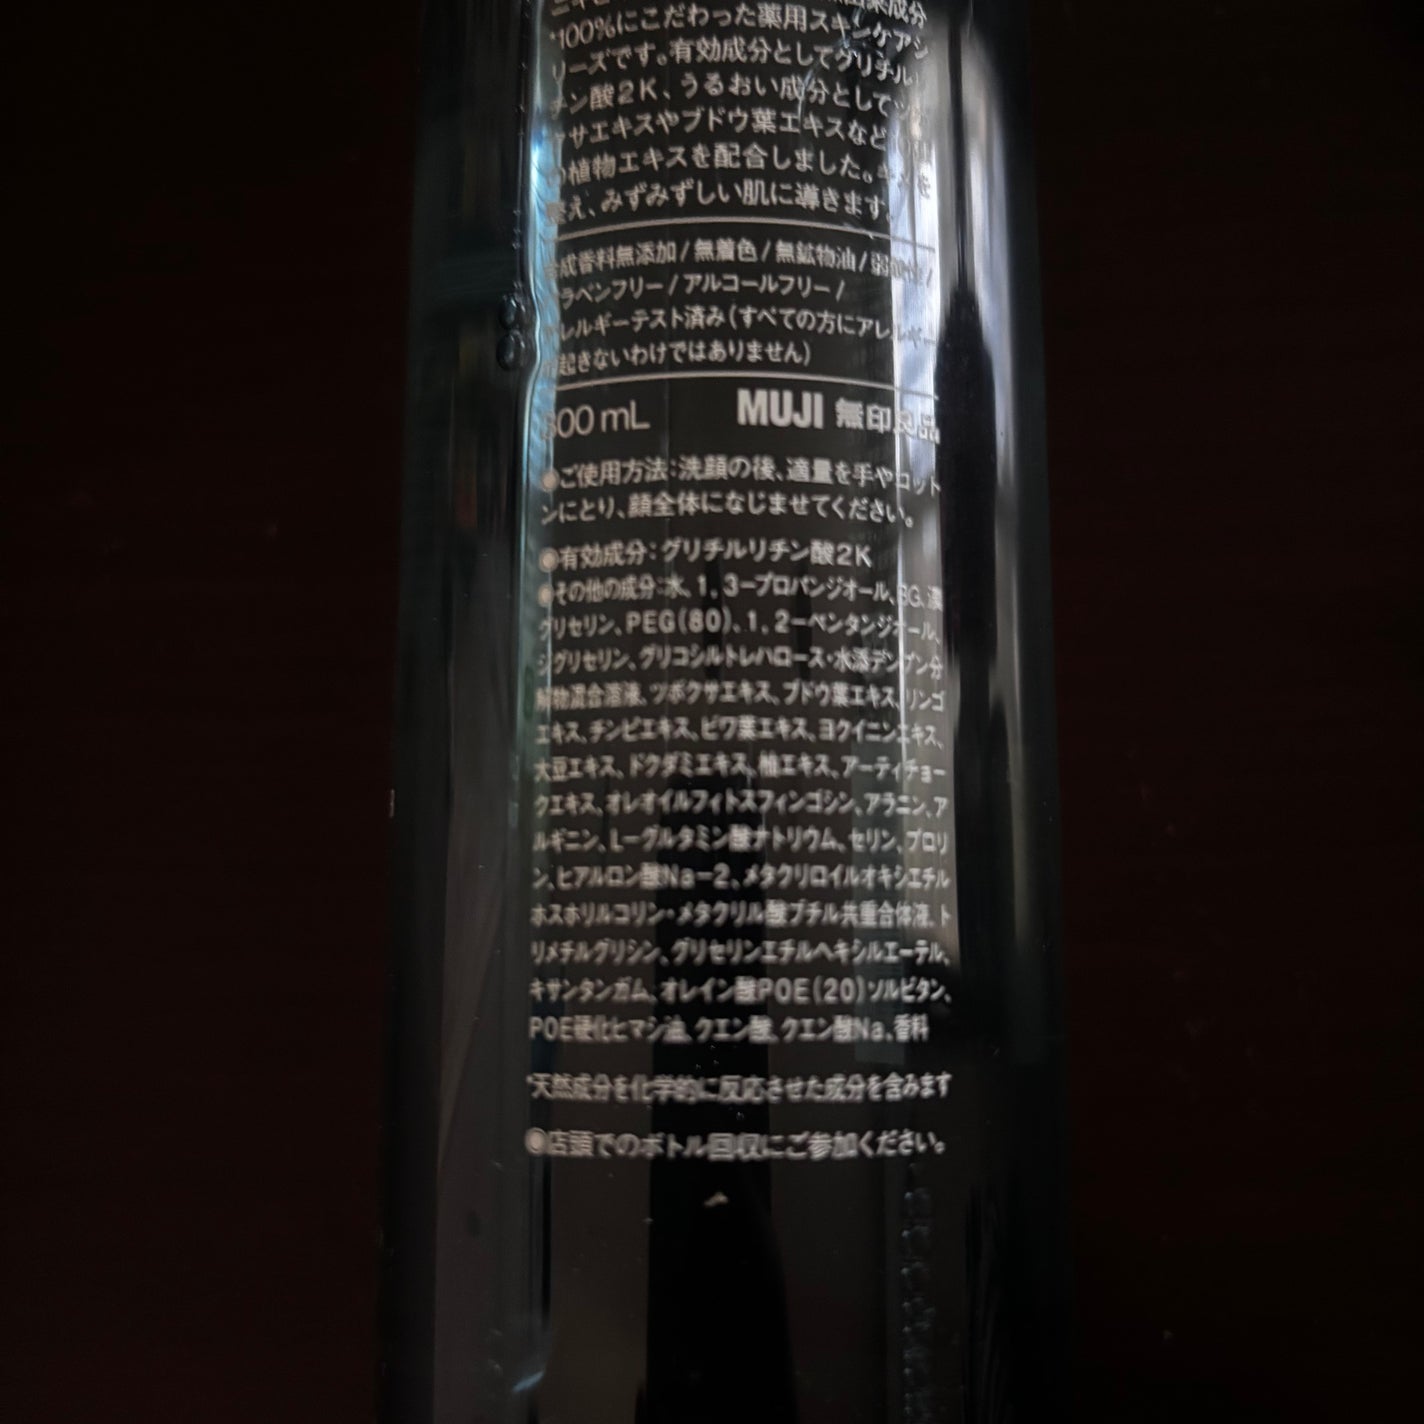 100%にこだわった薬用スキンケアシ
リーズです。有効成分としてグリチル
チン酸2K、うるおい成分として
クサエキスやブドウ葉エキスなど
の植物エキスを配合しました。キメを
整え、みずみずしい肌に導きます。
合成香料無添加/無着色/無鉱物油/弱酸性/
パラベンフリー/アルコールフリー/
アレルギーテスト済み(すべての方にアレルギー
が起きないわけではありません)
300mL MUJI 無印良品
●ご使用方法:洗顔の後、適量を手やコット
ンにとり、顔全体になじませてください。
●有効成分:グリチルリチン酸2K
●その他の成分:水、1,3-プロパンジオール、BG、濃
グリセリン、PEG(80)、1,2-ペンタンジオール、
ジグリセリン、グリコシルトレハロース・水添デンプン分
解物混合溶液、ツボクサエキス、ブドウ葉エキス、リンゴ
エキス、チンピエキス、ビワ葉エキス、ヨクイニンエキス、
大豆エキス、ドクダミエキス、柚エキス、アーティチョー
クエキス、オレオイルフィトスフィンゴシン、アラニン、ア
ルギニン、L-グルタミン酸ナトリウム、セリン、プロリ
ン、ヒアルロン酸Na-2、メタクリロイルオキシエチル
ホスホリルコリン・メタクリル酸ブチル共重合体液、ト
リメチルグリシン、グリセリンエチルヘキシルエーテル、
キサンタンガム、オレイン酸POE(20)ソルビタン、
POE硬化ヒマシ油、クエン酸、クエン酸Na、香料
*天然成分を化学的に反応させた成分を含みます
●店頭でのボトル回収にご参加ください。